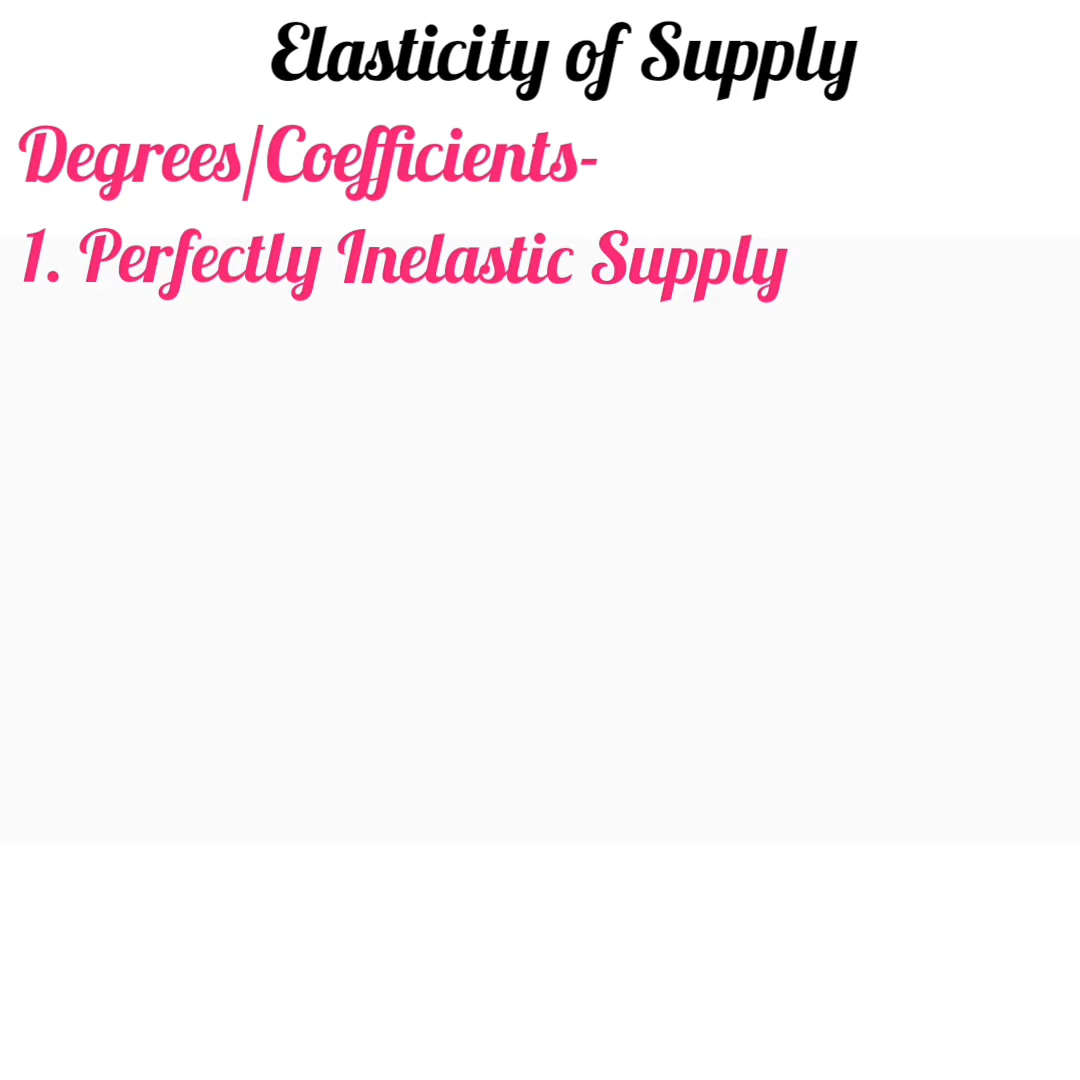 Elasticity of Supply
Degrees/Coefficients-
1. Perfectly Inelastic Supply